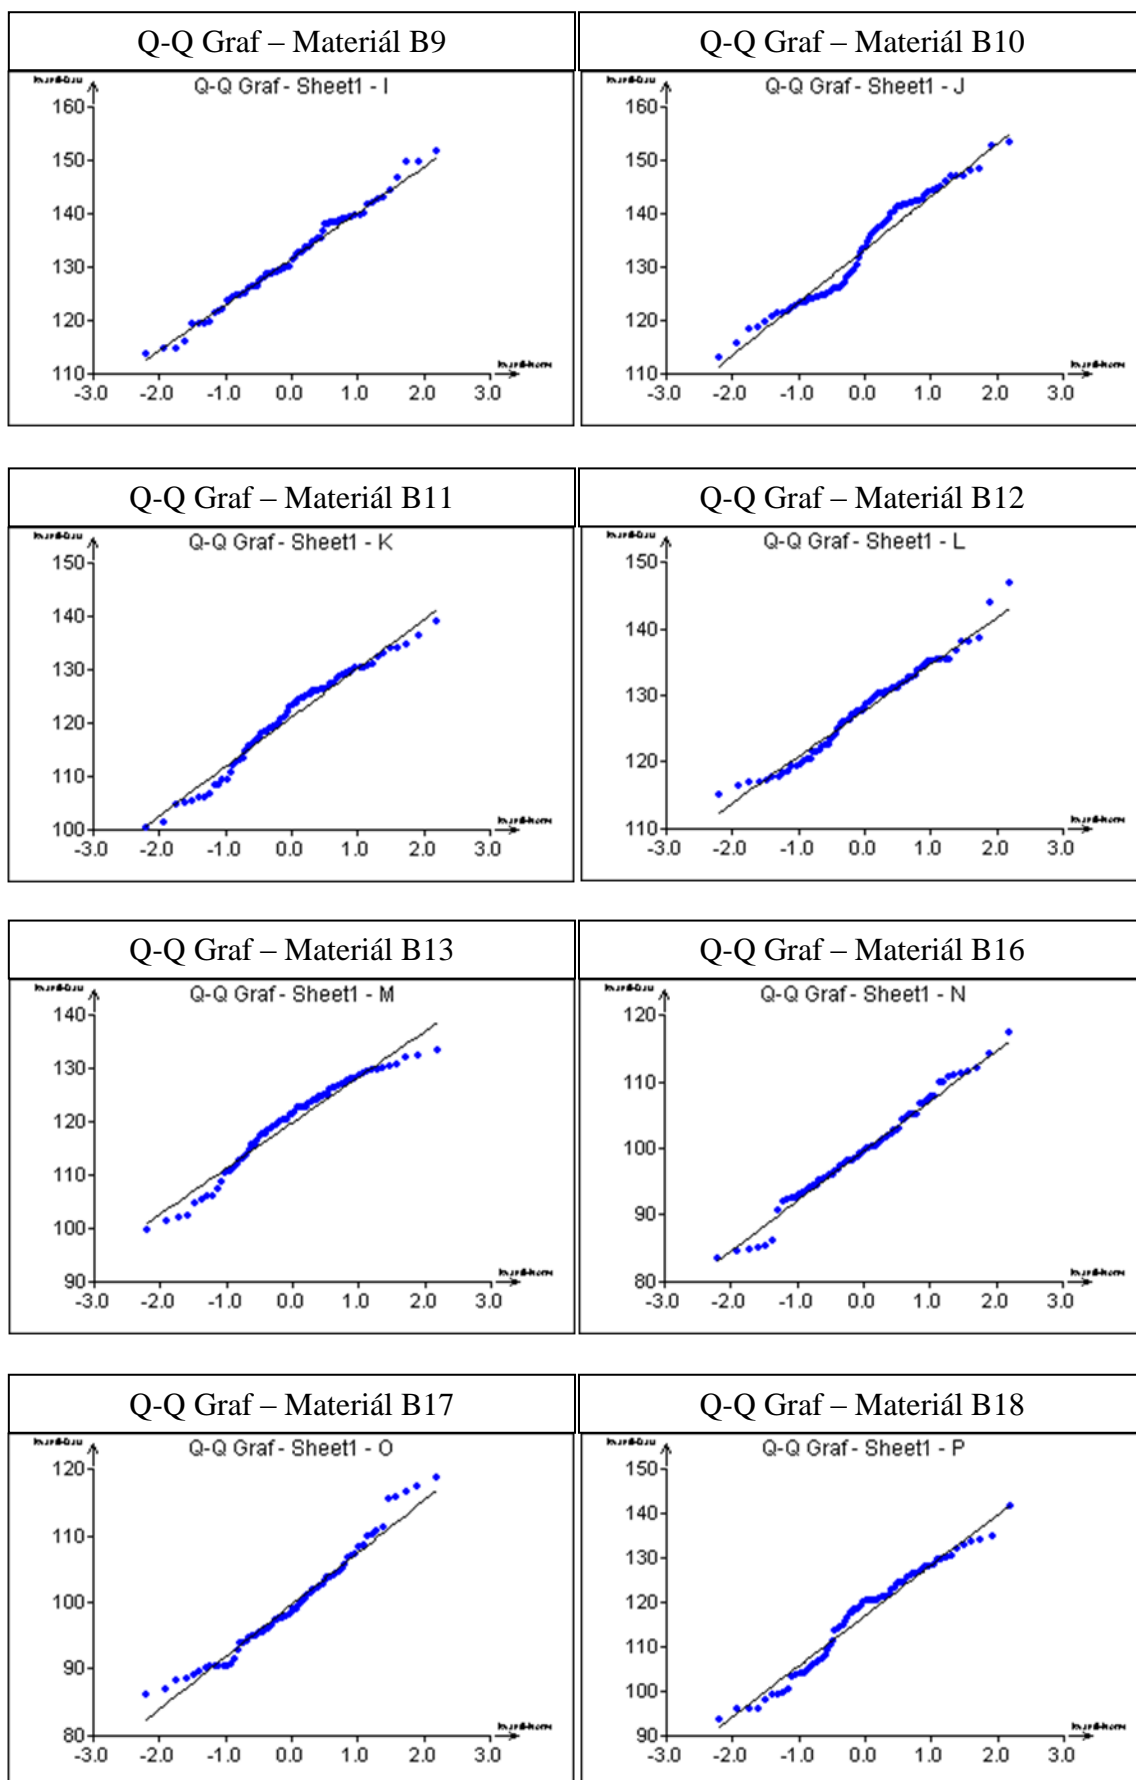 Q-Q Graf – Materiál B9
Q-Q Graf – Materiál B10
Q-Q Graf - Sheet1 - I
160
150
140
130
120
110
-3.0 -2.0 -1.0 0.0 1.0 2.0 3.0
Q-Q Graf - Sheet1 - J
160
150
140
130
120
110
-3.0 -2.0 -1.0 0.0 1.0 2.0 3.0
Q-Q Graf – Materiál B11
Q-Q Graf – Materiál B12
Q-Q Graf - Sheet1 - K
150
140
130
120
110
100
-3.0 -2.0 -1.0 0.0 1.0 2.0 3.0
Q-Q Graf - Sheet1 - L
150
140
130
120
110
-3.0 -2.0 -1.0 0.0 1.0 2.0 3.0
Q-Q Graf – Materiál B13
Q-Q Graf – Materiál B16
Q-Q Graf - Sheet1 - M
140
130
120
110
100
90
-3.0 -2.0 -1.0 0.0 1.0 2.0 3.0
Q-Q Graf - Sheet1 - N
120
110
100
90
80
-3.0 -2.0 -1.0 0.0 1.0 2.0 3.0
Q-Q Graf – Materiál B17
Q-Q Graf – Materiál B18
Q-Q Graf - Sheet1 - O
120
110
100
90
80
-3.0 -2.0 -1.0 0.0 1.0 2.0 3.0
Q-Q Graf - Sheet1 - P
150
140
130
120
110
100
90
-3.0 -2.0 -1.0 0.0 1.0 2.0 3.0